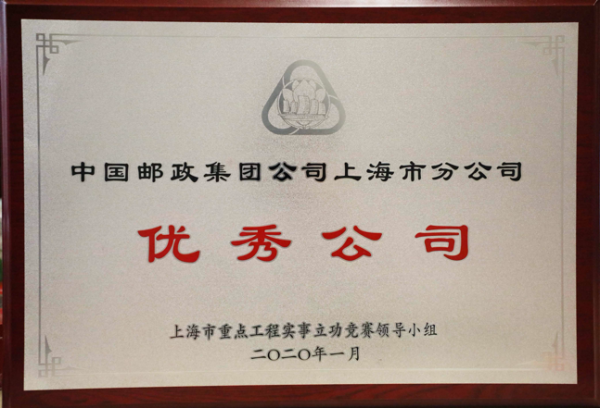 中国邮政集团公司上海市分公司
优秀公司
上海市重点工程实事立功竞赛领导小组
二〇二〇年一月